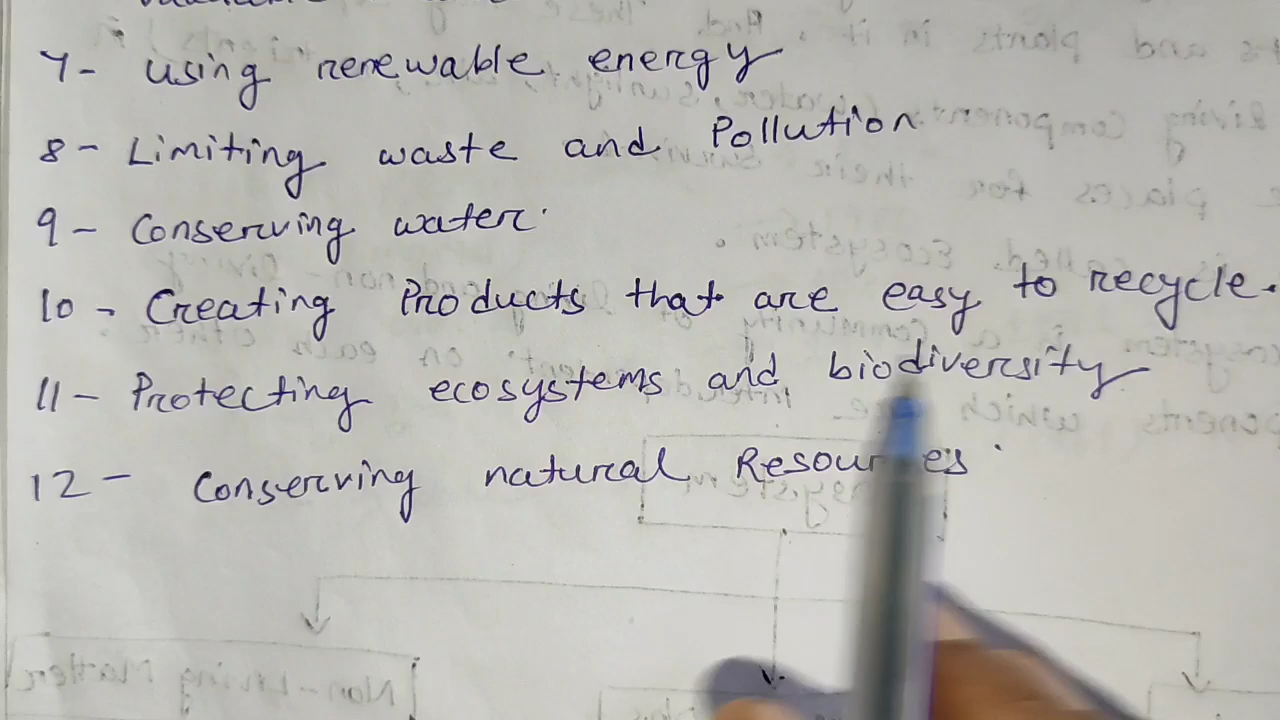 7- using renewable energy
8- Limiting waste and Pollution
9- Conserving water.
10- Creating Products that are easy to recycle.
11- Protecting ecosystems and biodiversity
12- Conserving natural Resources.